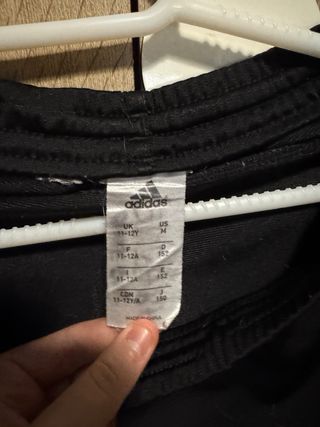 adidas
UK US
11-12Y M
F D
11-12A 152
I E
11-12A 152
CDN J
11-12Y/A 150
MADE IN CHINA